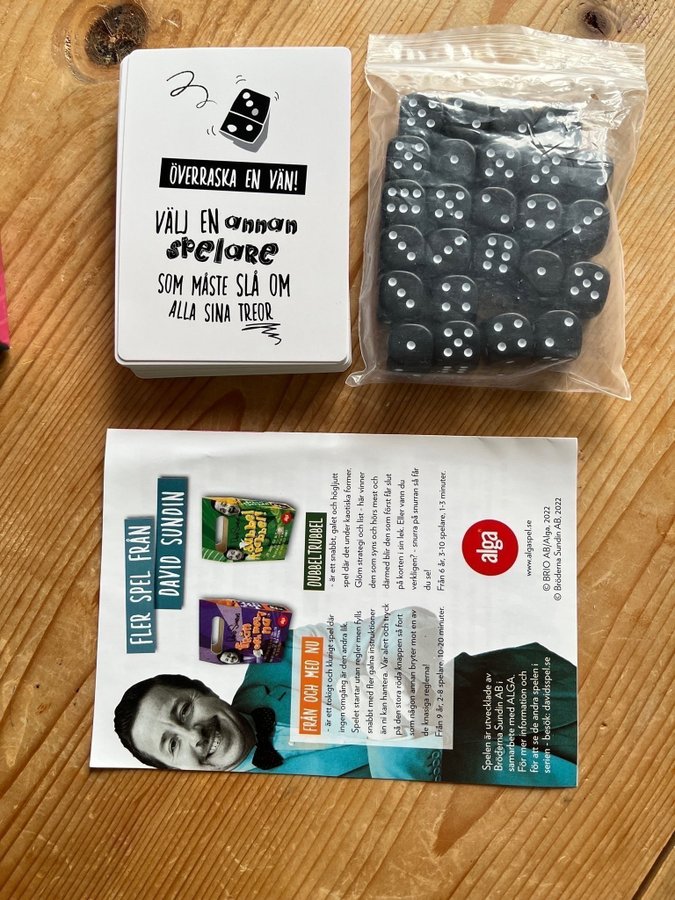 ÖVERRASKA EN VÄN!
VÄLJ EN annan
spelare
SOM MÅSTE SLÅ OM
ALLA SINA TREOR
FLER SPEL FRÅN
DAVID SUNDIN
DUBBELTRUBBEL
- är ett snabbt, galet och högljutt
spel där det under kaotiska former.
Glöm strategi och list - här vinner
den som syns och hörs mest och
därmed blir den som först får slut
på korten i sin lek. Eller vann du
verkligen? - snurra på snurran så får
du se!
Från 6 år, 3-10 spelare, 1-3 minuter.
FRÅN OCH MED NU
- är ett tokigt och klurigt spel där
ingen omgång är den andra lik.
Spelet startar utan regler men fylls
snabbt med fler galna instruktioner
än ni kan hantera. Var alert och tryck
på den stora röda knappen så fort
som någon annan bryter mot en av
de knasiga reglerna!
Från 9 år, 2-8 spelare, 10-20 minuter.
alga
www.algaspel.se
© BRIO AB/Alga, 2022
© Bröderna Sundin AB, 2022
Spelen är utvecklade av
Bröderna Sundin AB i
samarbete med ALGA.
För mer information och
för att se de andra spelen i
serien - besök: davidsspel.se